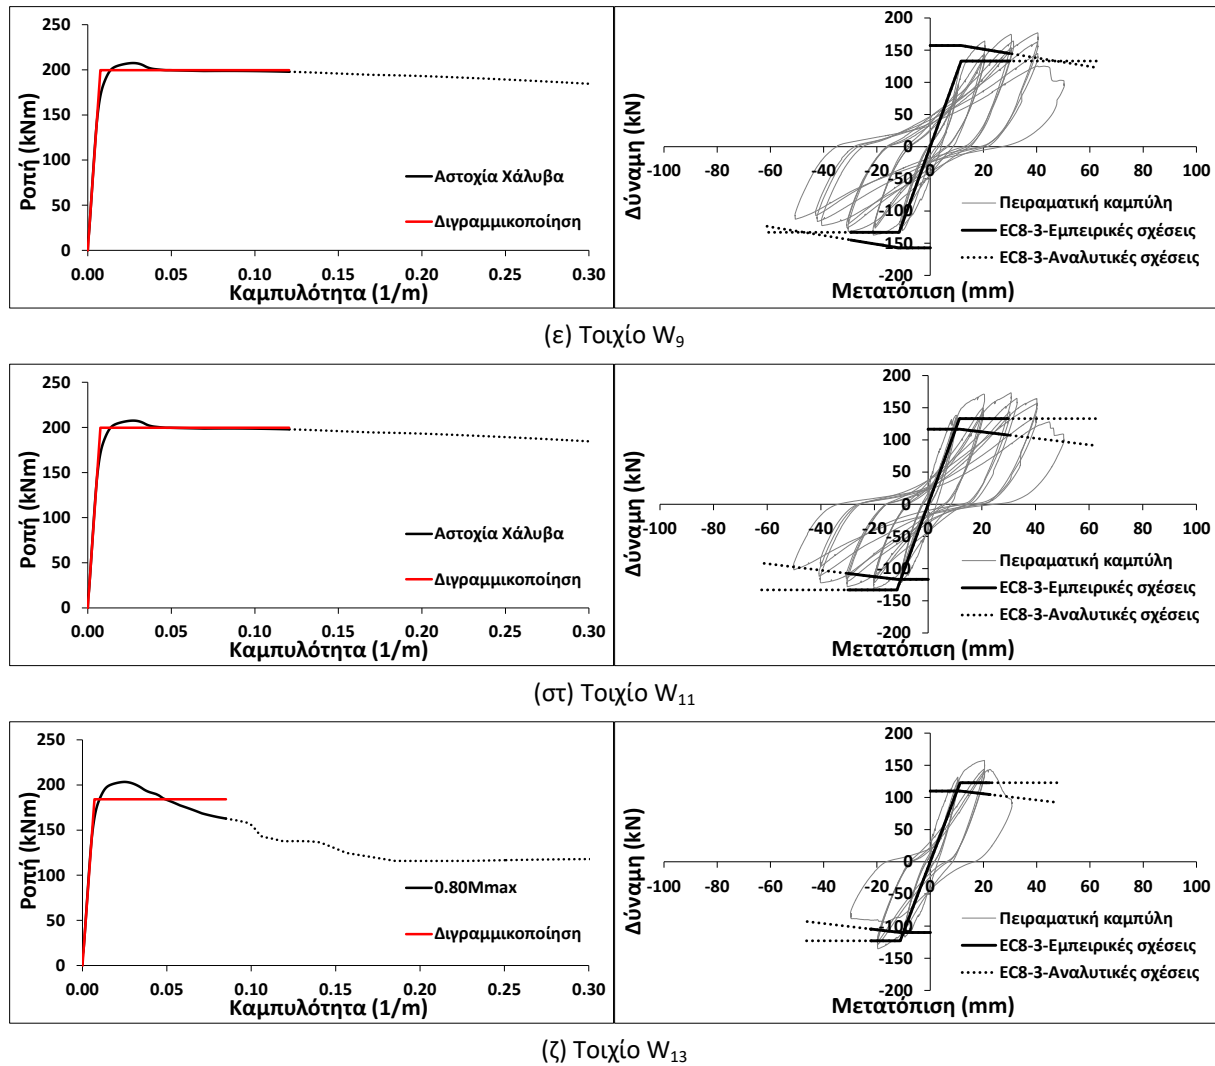 250
200
150
100
50
0
Ροπή (kNm)
Αστοχία Χάλυβα
Διγραμμικοποίηση
0.00 0.05 0.10 0.15 0.20 0.25 0.30
Καμπυλότητα (1/m)
200
150
100
50
0
-50
-100
-150
-200
Δύναμη (kN)
-100 -80 -60 -40 -20 0 20 40 60 80 100
Πειραματική καμπύλη
EC8-3-Εμπειρικές σχέσεις
EC8-3-Αναλυτικές σχέσεις
Μετατόπιση (mm)
(ε) Τοιχίο W₉
250
200
150
100
50
0
Ροπή (kNm)
Αστοχία Χάλυβα
Διγραμμικοποίηση
0.00 0.05 0.10 0.15 0.20 0.25 0.30
Καμπυλότητα (1/m)
200
150
100
50
0
-50
-100
-150
-200
Δύναμη (kN)
-100 -80 -60 -40 -20 0 20 40 60 80 100
Πειραματική καμπύλη
EC8-3-Εμπειρικές σχέσεις
EC8-3-Αναλυτικές σχέσεις
Μετατόπιση (mm)
(στ) Τοιχίο W₁₁
250
200
150
100
50
0
Ροπή (kNm)
0.80Mmax
Διγραμμικοποίηση
0.00 0.05 0.10 0.15 0.20 0.25 0.30
Καμπυλότητα (1/m)
200
150
100
50
0
-50
-100
-150
-200
Δύναμη (kN)
-100 -80 -60 -40 -20 0 20 40 60 80 100
Πειραματική καμπύλη
EC8-3-Εμπειρικές σχέσεις
EC8-3-Αναλυτικές σχέσεις
Μετατόπιση (mm)
(ζ) Τοιχίο W₁₃